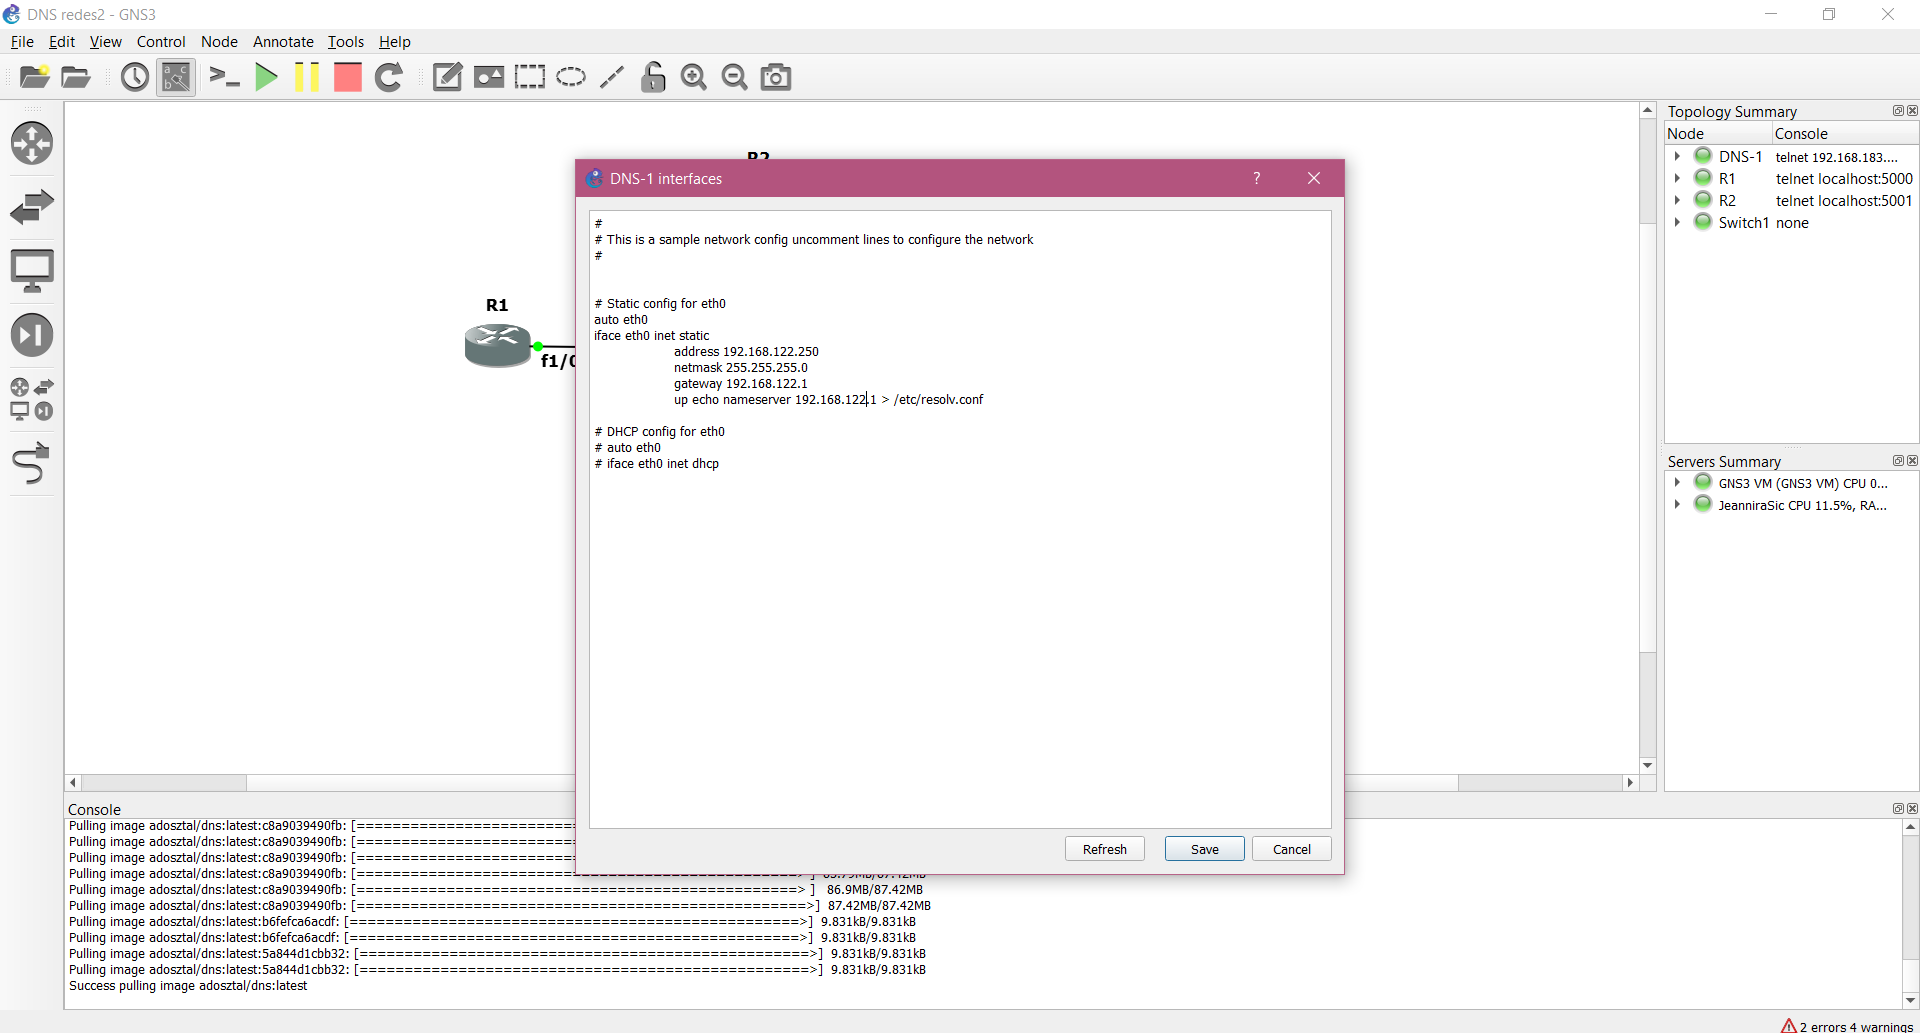 DNS redes2 - GNS3
File Edit View Control Node Annotate Tools Help
R1
f1/0
Topology Summary
Node Console
DNS-1 telnet 192.168.183....
R1 telnet localhost:5000
R2 telnet localhost:5001
Switch1 none
Servers Summary
GNS3 VM (GNS3 VM) CPU 0...
JeanniraSic CPU 11.5%, RA...
DNS-1 interfaces
#
# This is a sample network config uncomment lines to configure the network
#
# Static config for eth0
auto eth0
iface eth0 inet static
address 192.168.122.250
netmask 255.255.255.0
gateway 192.168.122.1
up echo nameserver 192.168.122.1 > /etc/resolv.conf
# DHCP config for eth0
# auto eth0
# iface eth0 inet dhcp
Refresh Save Cancel
Console
Pulling image adosztal/dns:latest:c8a9039490fb: [=========================
Pulling image adosztal/dns:latest:c8a9039490fb: [=========================
Pulling image adosztal/dns:latest:c8a9039490fb: [=========================
Pulling image adosztal/dns:latest:c8a9039490fb: [==================================================> ]
Pulling image adosztal/dns:latest:c8a9039490fb: [=================================================> ] 86.9MB/87.42MB
Pulling image adosztal/dns:latest:c8a9039490fb: [==================================================>] 87.42MB/87.42MB
Pulling image adosztal/dns:latest:b6fefca6acdf: [==================================================>] 9.831kB/9.831kB
Pulling image adosztal/dns:latest:b6fefca6acdf: [==================================================>] 9.831kB/9.831kB
Pulling image adosztal/dns:latest:5a844d1cbb32: [==================================================>] 9.831kB/9.831kB
Pulling image adosztal/dns:latest:5a844d1cbb32: [==================================================>] 9.831kB/9.831kB
Success pulling image adosztal/dns:latest
2 errors 4 warnings